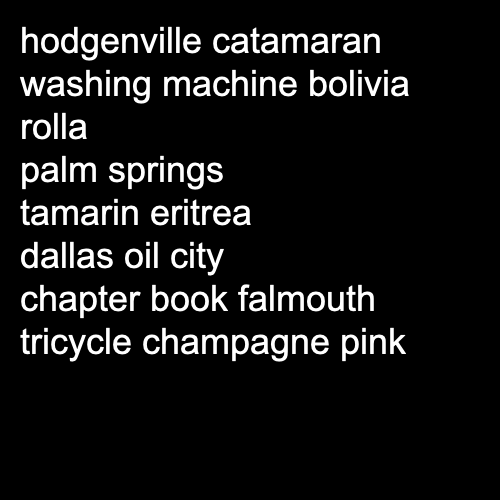 hodgenville catamaran
washing machine bolivia
rolla
palm springs
tamarin eritrea
dallas oil city
chapter book falmouth
tricycle champagne pink